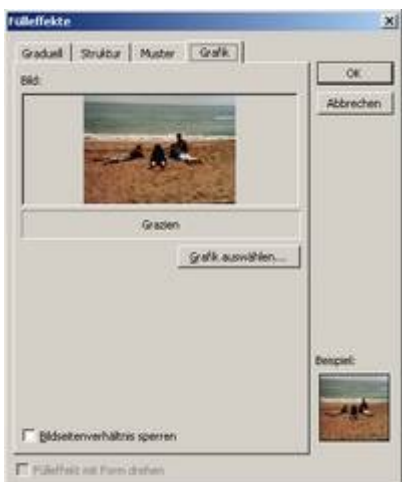 Fülleffekte
Graduell Struktur Muster Grafik
Bild:
OK
Abbrechen
Grazien
Grafik auswählen...
Beispiel:
Bildseitenverhältnis sperren
Fülleffekt mit Form drehen